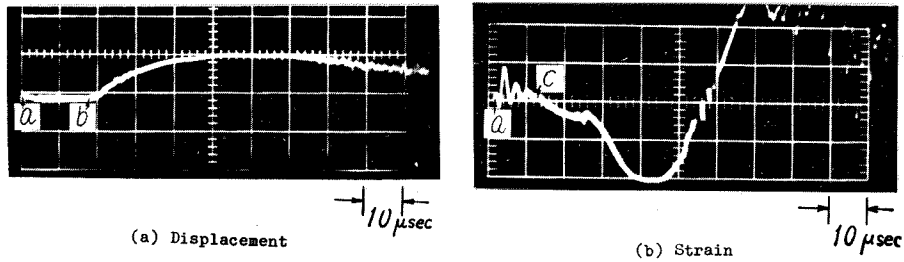 a
b
10 μsec
(a) Displacement
a
c
10 μsec
(b) Strain